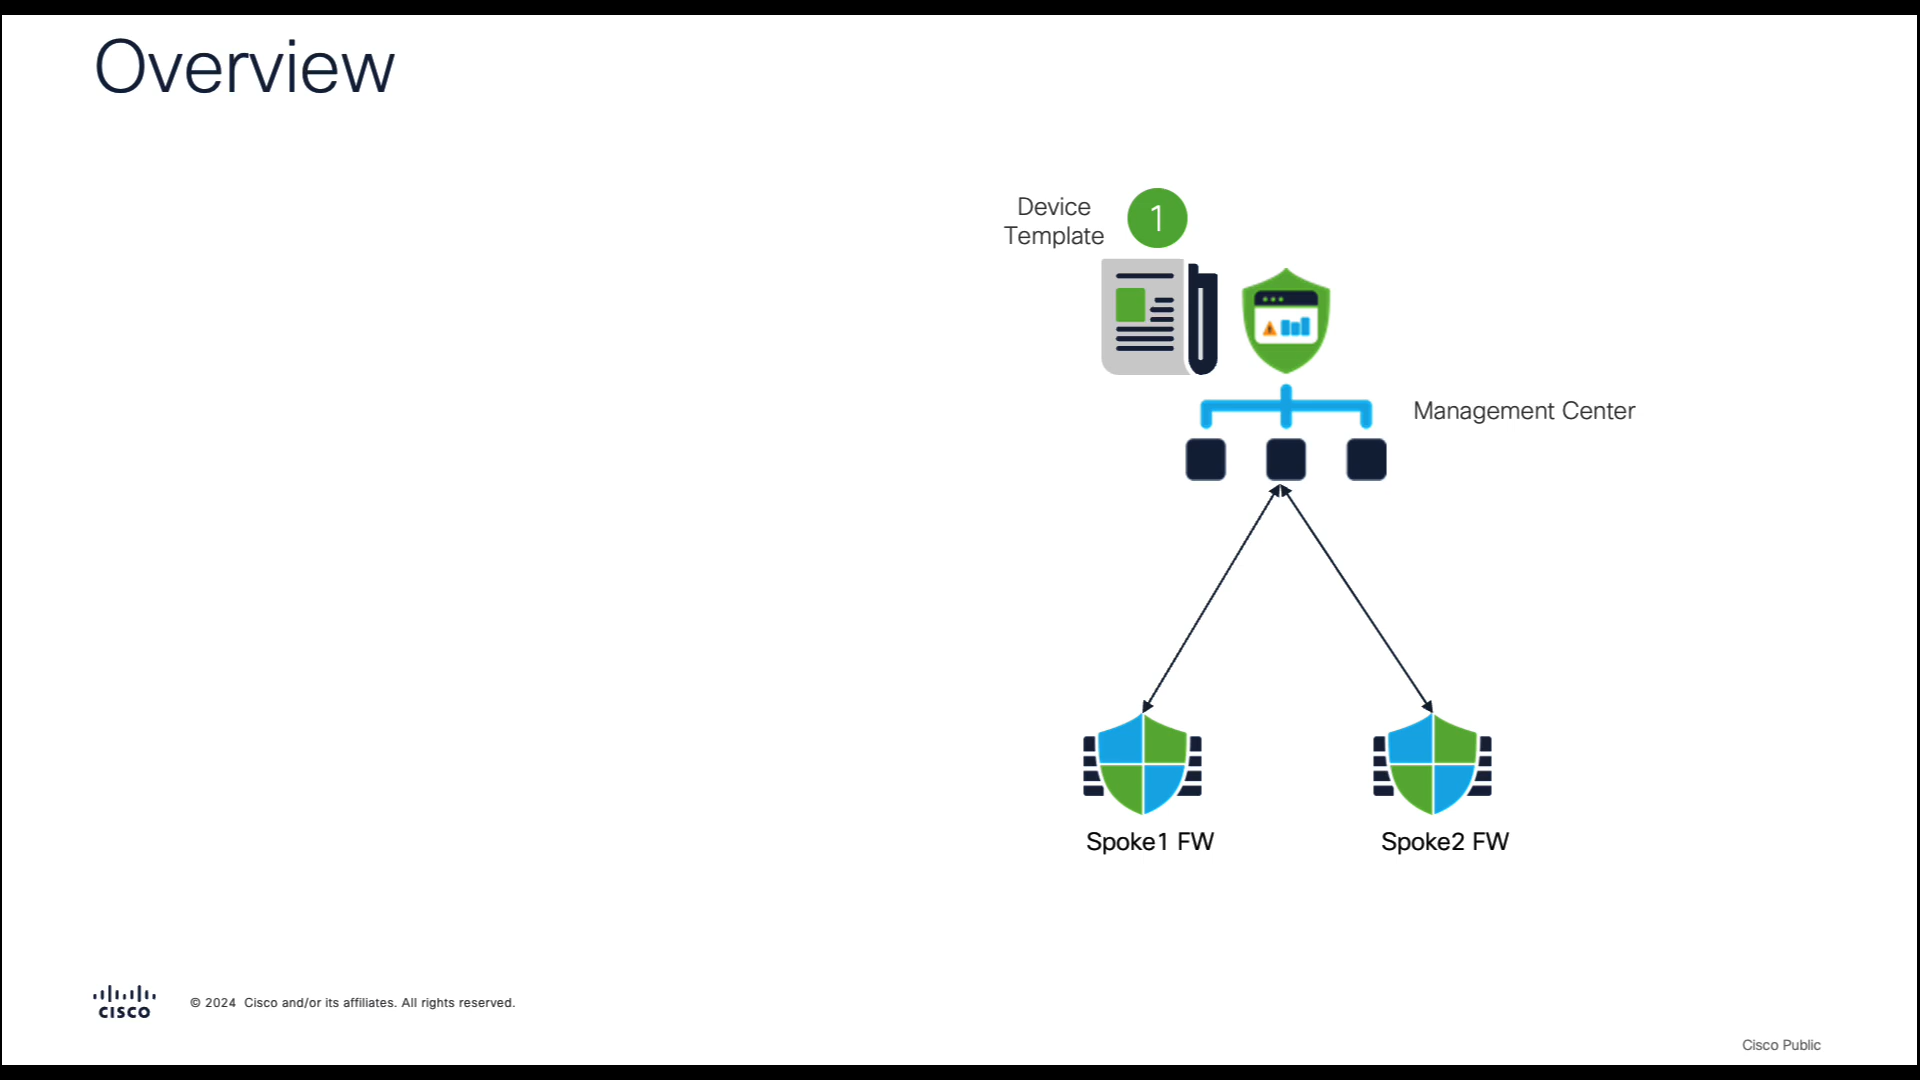 Overview
Device
Template
1
Management Center
Spoke1 FW
Spoke2 FW
CISCO
© 2024 Cisco and/or its affiliates. All rights reserved.
Cisco Public